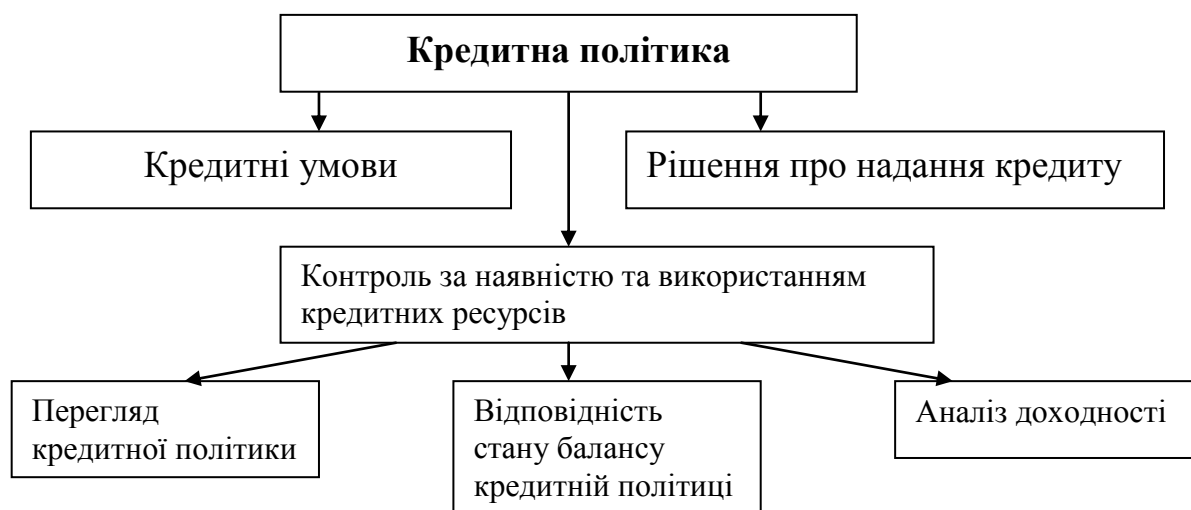 Кредитна політика
Кредитні умови
Рішення про надання кредиту
Контроль за наявністю та використанням
кредитних ресурсів
Перегляд
кредитної політики
Відповідність
стану балансу
кредитній політиці
Аналіз доходності